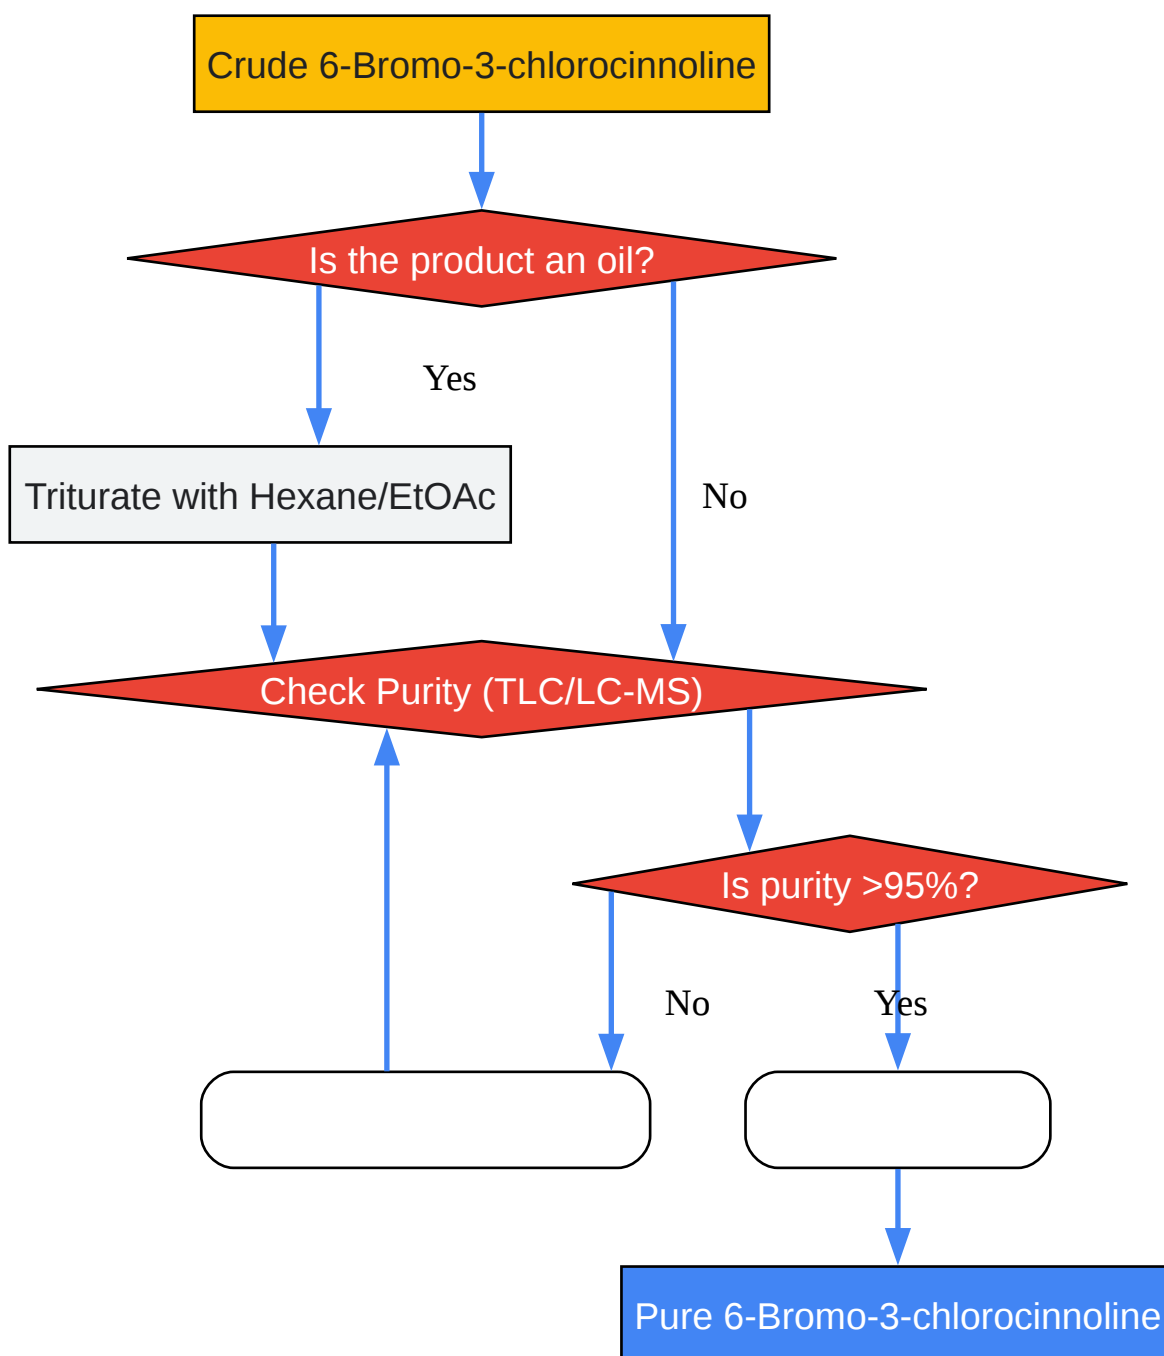 Crude 6-Bromo-3-chlorocinnoline
Is the product an oil?
Yes
Triturate with Hexane/EtOAc
No
Check Purity (TLC/LC-MS)
Is purity >95%?
No
Yes
Pure 6-Bromo-3-chlorocinnoline